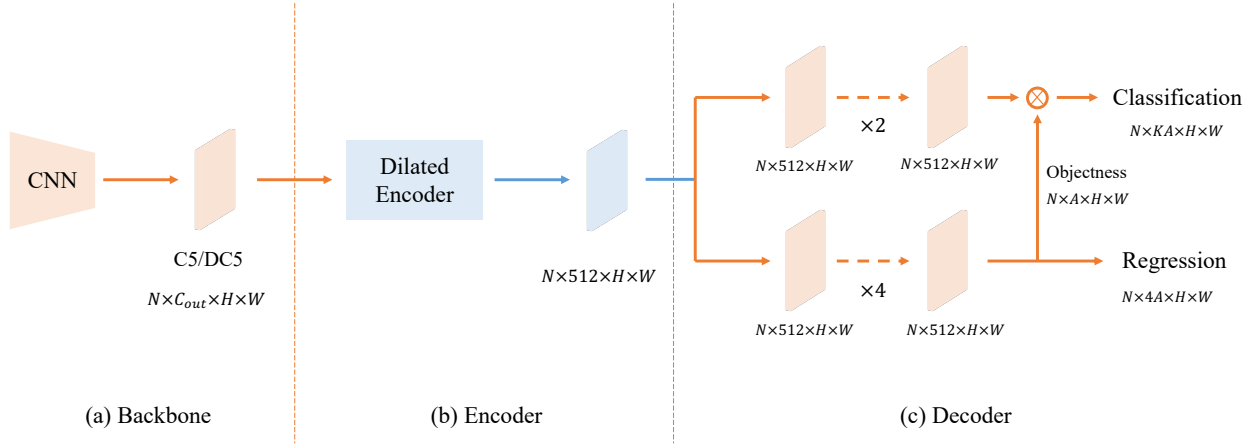 CNN
C5/DC5
N×C_out×H×W
(a) Backbone
Dilated
Encoder
N×512×H×W
(b) Encoder
×2
N×512×H×W
N×512×H×W
Classification
N×KA×H×W
Objectness
N×A×H×W
×4
N×512×H×W
N×512×H×W
Regression
N×4A×H×W
(c) Decoder